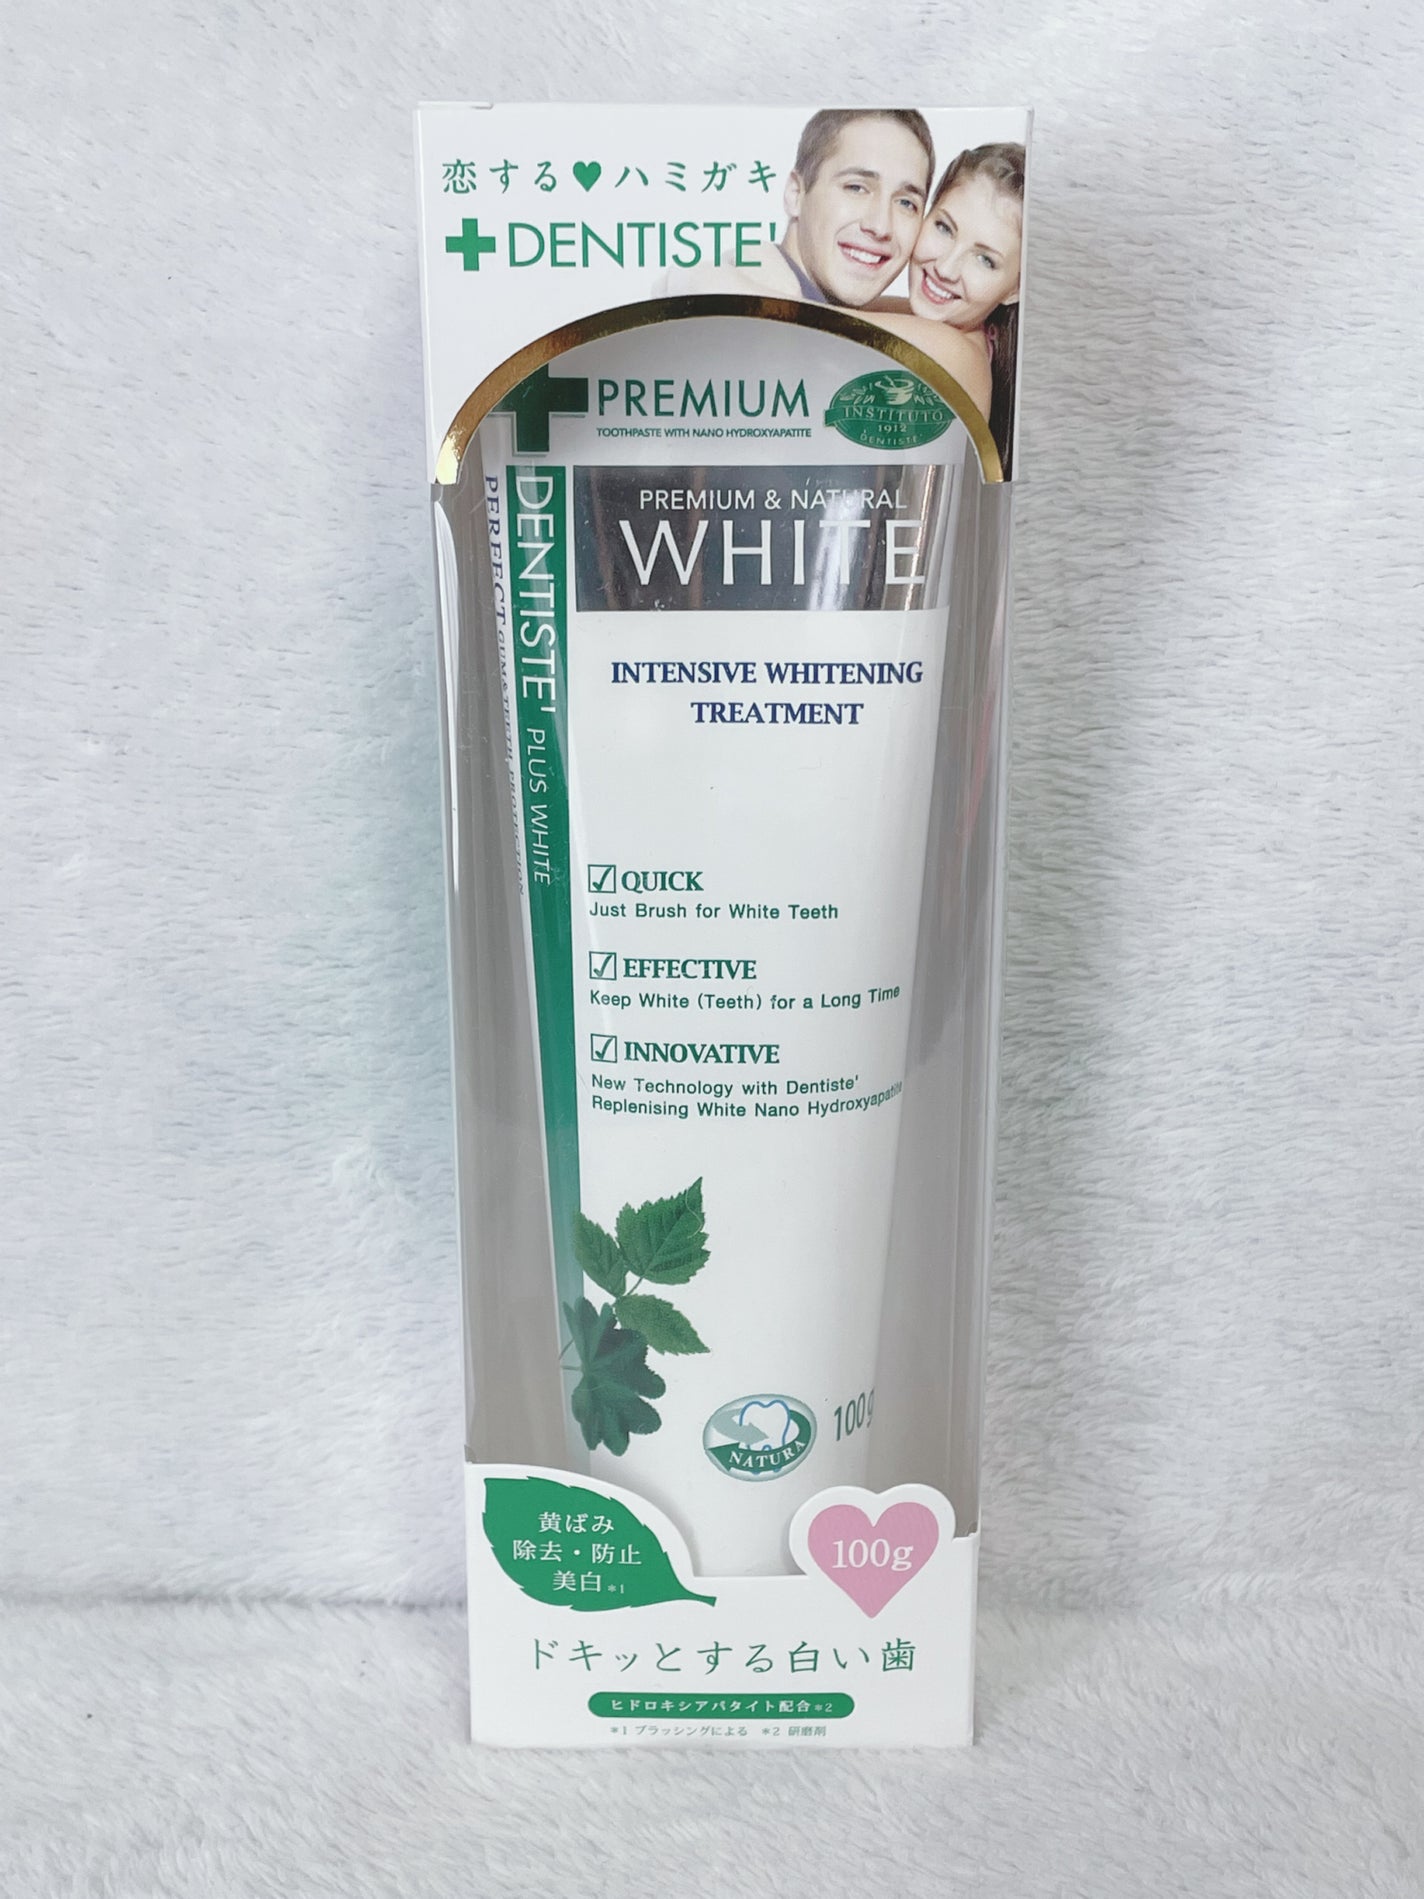 恋する♥ハミガキ
DENTISTE'
PREMIUM
TOOTHPASTE WITH NANO HYDROXYAPATITE
INSTITUTO
1912
DENTISTE'
PREMIUM & NATURAL
WHITE
DENTISTE' PLUS WHITE
PERFECT GUM & TEETH PROTECTION
INTENSIVE WHITENING
TREATMENT
QUICK
Just Brush for White Teeth
EFFECTIVE
Keep White (Teeth) for a Long Time
INNOVATIVE
New Technology with Dentiste'
Replenising White Nano Hydroxyapatite
NATURA
100g
黄ばみ
除去・防止
美白*1
100g
ドキッとする白い歯
ヒドロキシアパタイト配合*2
*1 ブラッシングによる *2 研磨剤